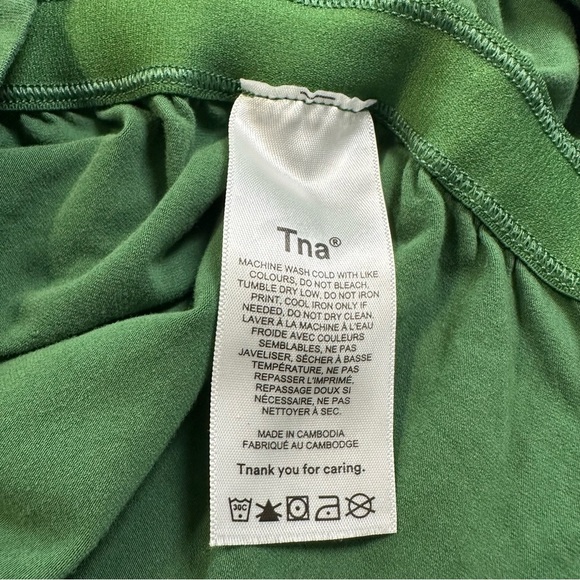 Tna®
MACHINE WASH COLD WITH LIKE
COLOURS, DO NOT BLEACH,
TUMBLE DRY LOW, DO NOT IRON
PRINT, COOL IRON ONLY IF
NEEDED, DO NOT DRY CLEAN.
LAVER À LA MACHINE À L'EAU
FROIDE AVEC COULEURS
SEMBLABLES, NE PAS
JAVELISER, SÉCHER À BASSE
TEMPÉRATURE, NE PAS
REPASSER L'IMPRIMÉ,
REPASSAGE DOUX SI
NÉCESSAIRE, NE PAS
NETTOYER À SEC.
MADE IN CAMBODIA
FABRIQUÉ AU CAMBODGE
Tnank you for caring.
30C